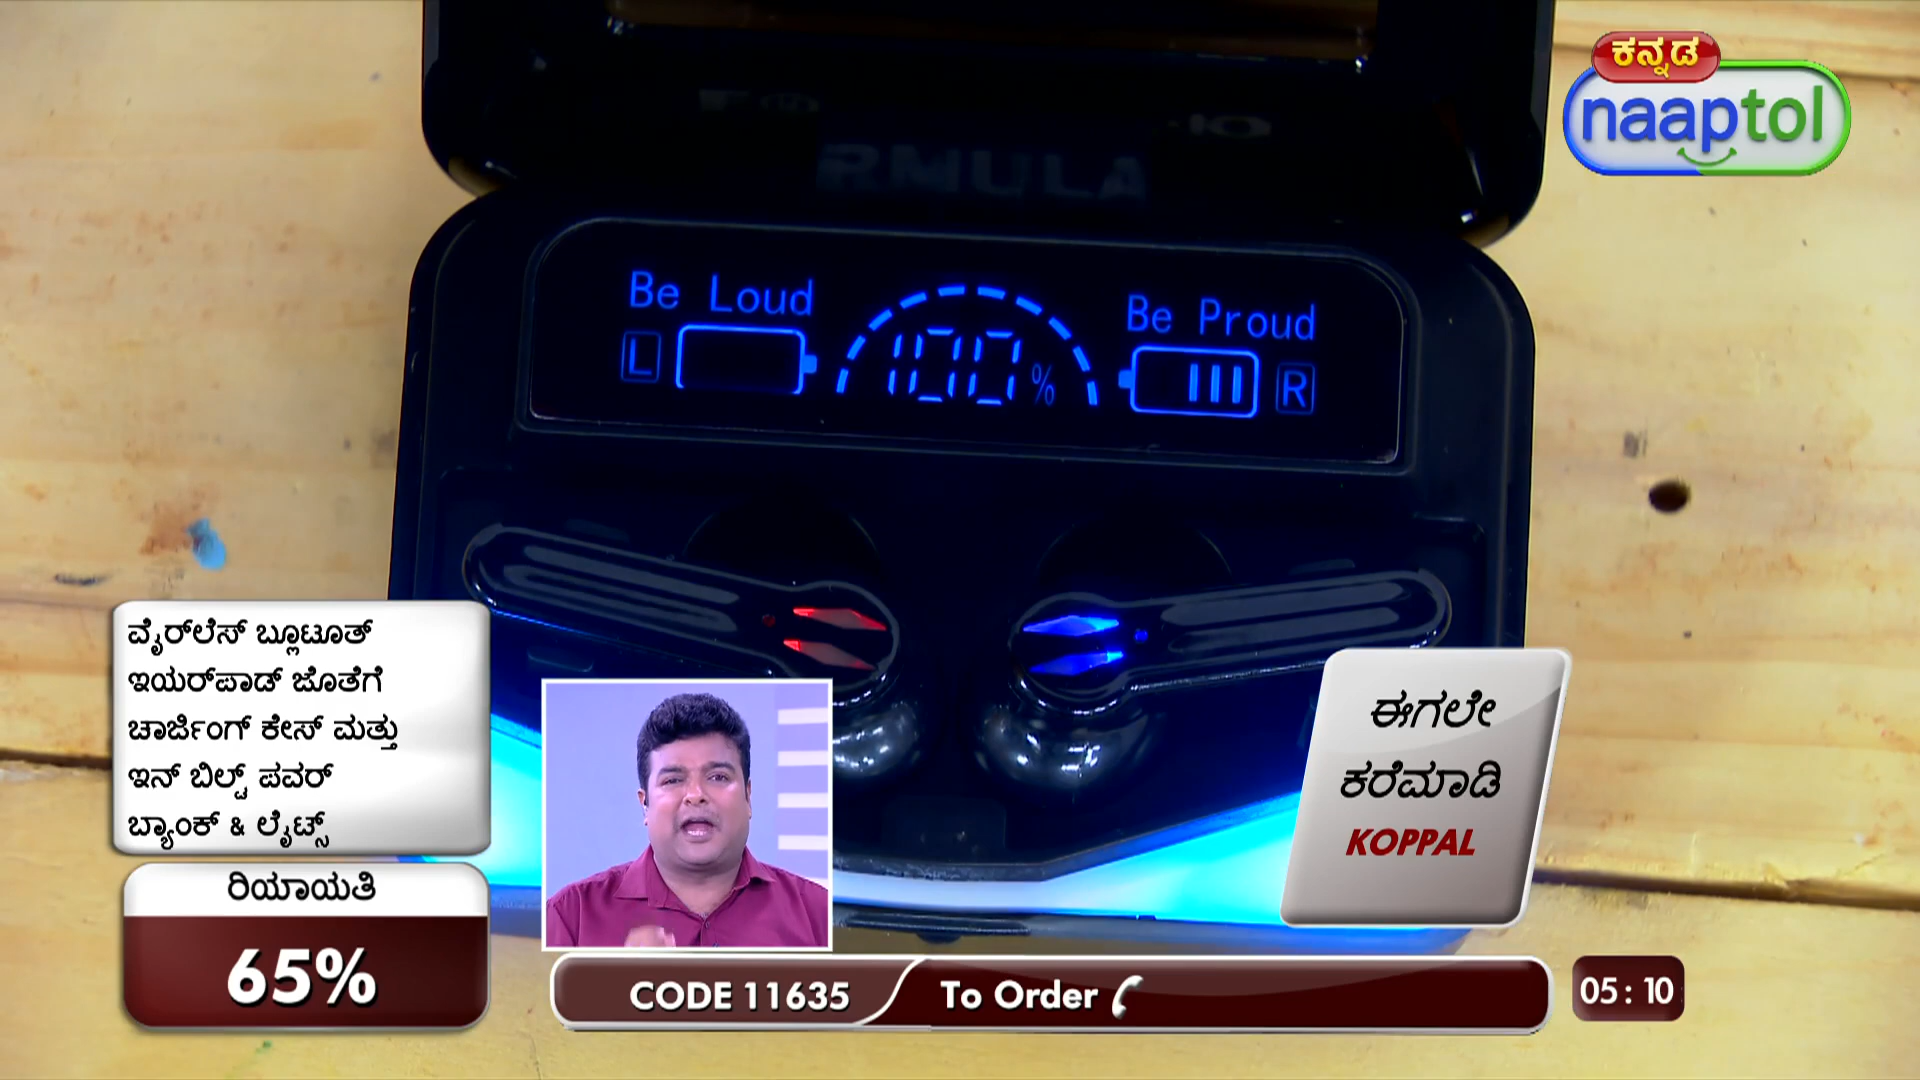 ಕನ್ನಡ
naaptol
RMULA
Be Loud
Be Proud
L
100%
R
ವೈರ್‌ಲೆಸ್ ಬ್ಲೂಟೂತ್
ಇಯರ್‌ಪಾಡ್ ಜೊತೆಗೆ
ಚಾರ್ಜಿಂಗ್ ಕೇಸ್ ಮತ್ತು
ಇನ್ ಬಿಲ್ಟ್ ಪವರ್
ಬ್ಯಾಂಕ್ & ಲೈಟ್ಸ್
ರಿಯಾಯತಿ
65%
ಈಗಲೇ
ಕರೆಮಾಡಿ
KOPPAL
CODE 11635
To Order
05: 10